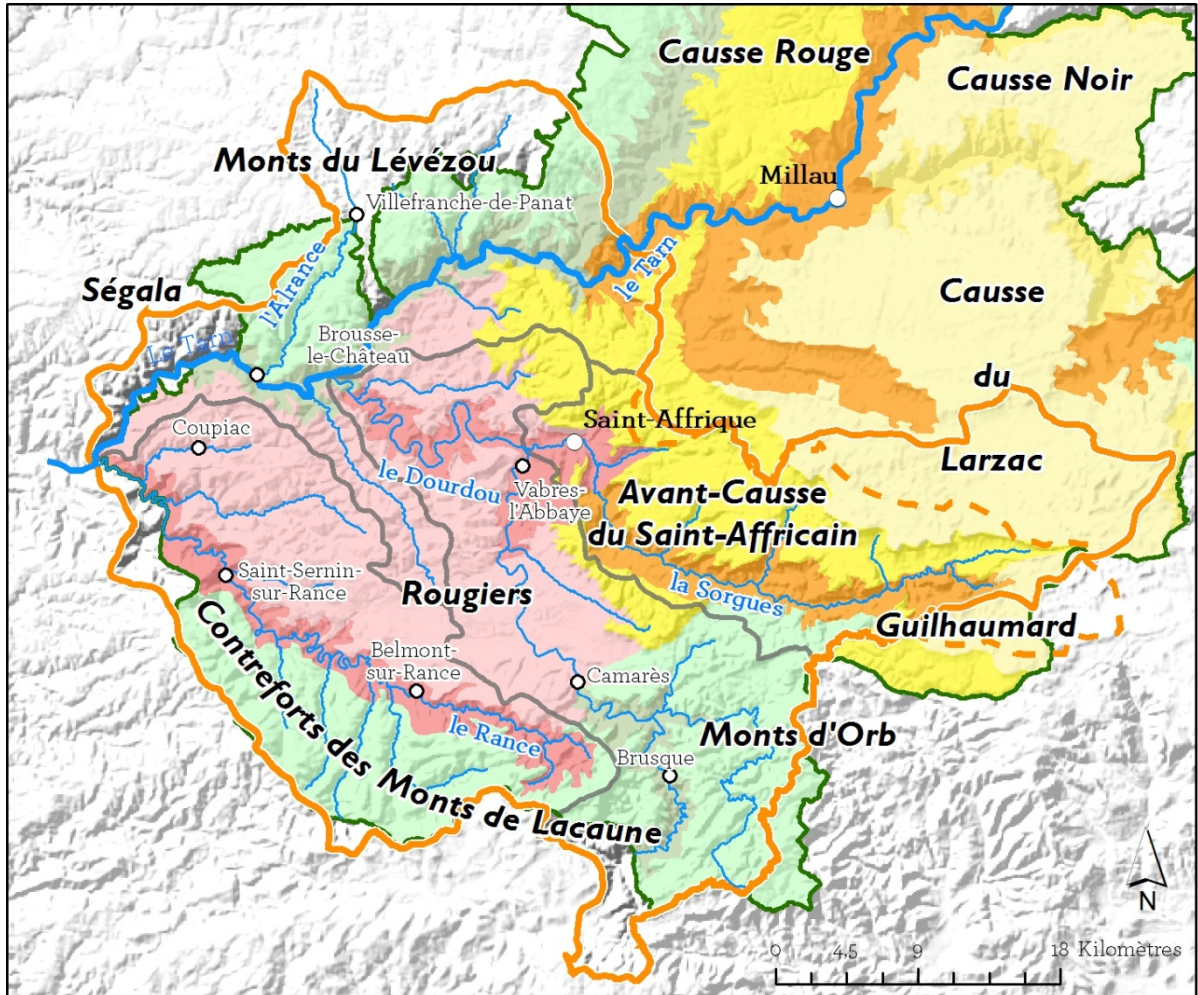 Causse Rouge
Causse Noir
Monts du Lévézou
Millau
Villefranche-de-Panat
Ségala
l'Alrance
le Tarn
Causse
du
Larzac
Le Tarn
Brousse-
le-Château
Saint-Affrique
Coupiac
le Dourdou
Vabres-
l'Abbaye
Avant-Causse
du Saint-Affricain
Saint-Sernin-
sur-Rance
Rougiers
la Sorgues
Guilhaumard
Contreforts des Monts de Lacaune
Belmont-
sur-Rance
Camarès
le Rance
Monts d'Orb
Brusque
N
0 4,5 9 18 Kilomètres